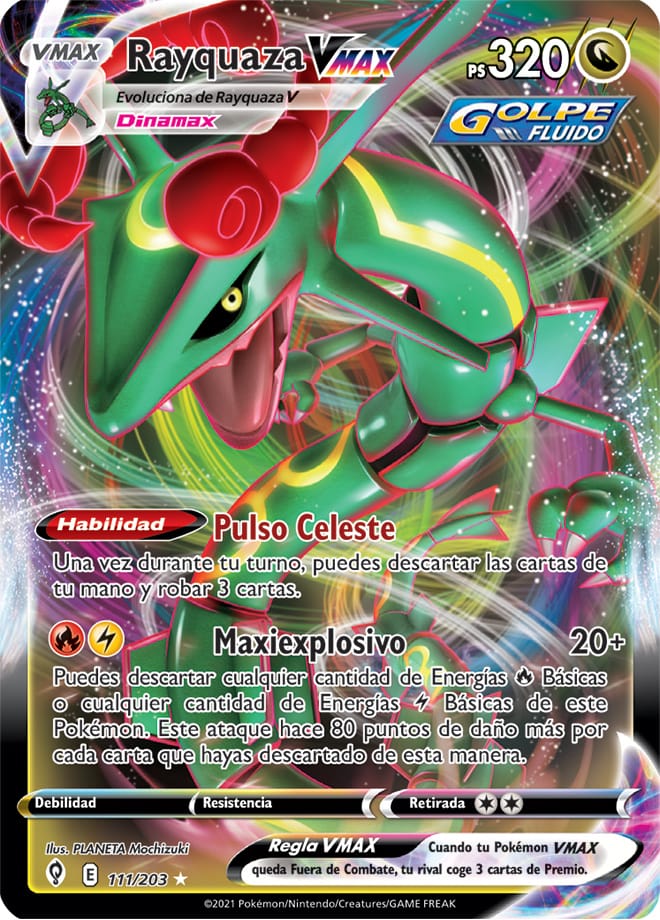 VMAX
Rayquaza VMAX
PS 320
Evoluciona de Rayquaza V
Dinamax
GOLPE
FLUIDO
Habilidad Pulso Celeste
Una vez durante tu turno, puedes descartar las cartas de
tu mano y robar 3 cartas.
Maxiexplosivo 20+
Puedes descartar cualquier cantidad de Energías Básicas
o cualquier cantidad de Energías Básicas de este
Pokémon. Este ataque hace 80 puntos de daño más por
cada carta que hayas descartado de esta manera.
Debilidad Resistencia Retirada
Ilus. PLANETA Mochizuki
Regla VMAX Cuando tu Pokémon VMAX
queda Fuera de Combate, tu rival coge 3 cartas de Premio.
E 111/203 ★
©2021 Pokémon/Nintendo/Creatures/GAME FREAK